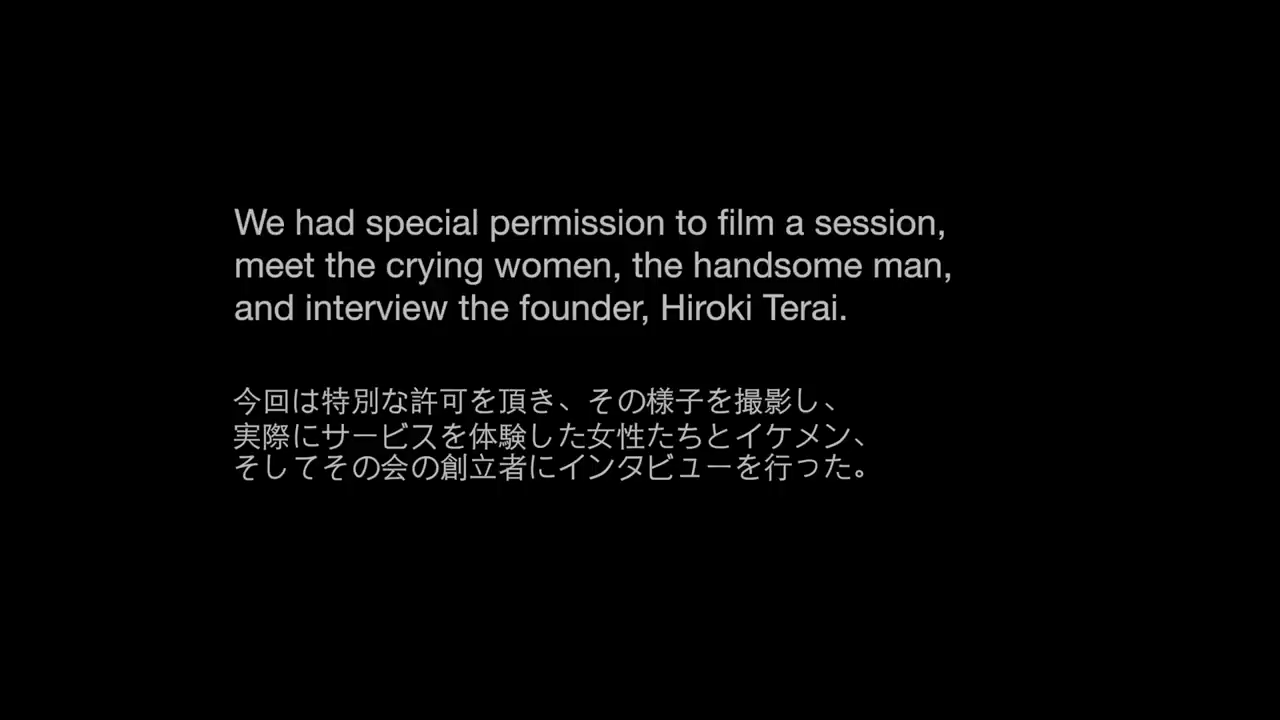 We had special permission to film a session,
meet the crying women, the handsome man,
and interview the founder, Hiroki Terai.
今回は特別な許可を頂き、その様子を撮影し、
実際にサービスを体験した女性たちとイケメン、
そしてその会の創立者にインタビューを行った。